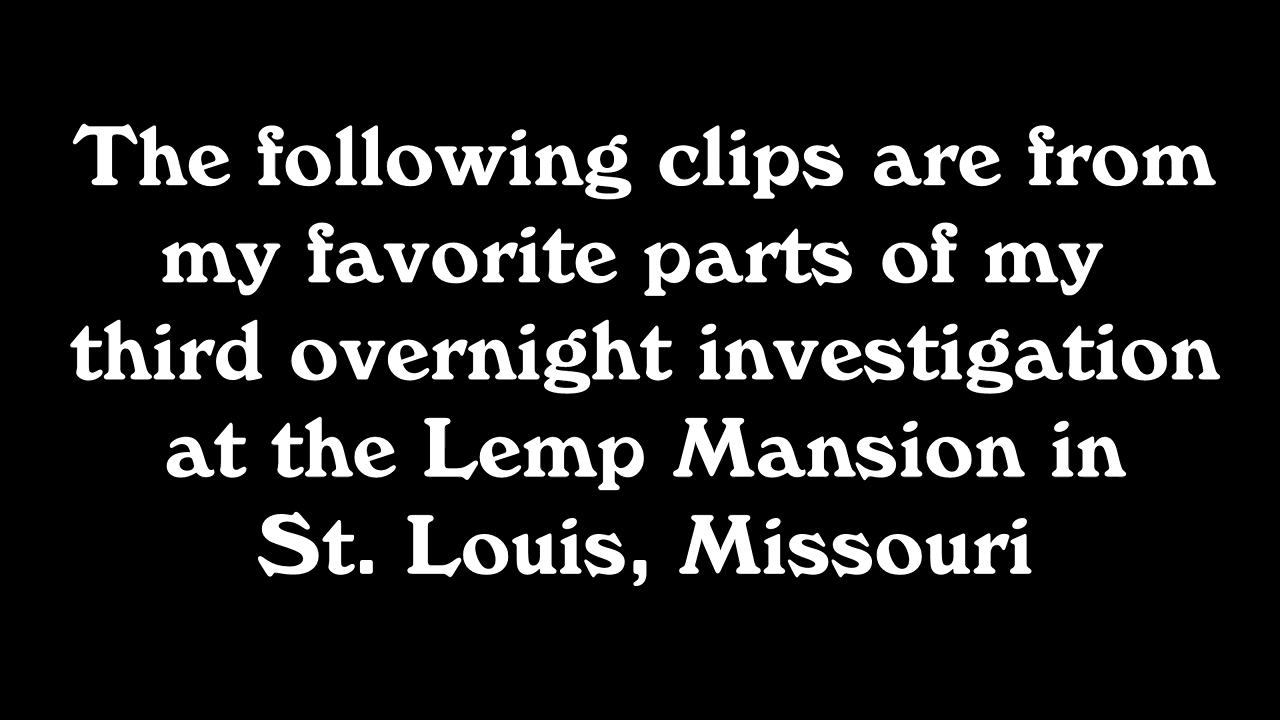 The following clips are from
my favorite parts of my
third overnight investigation
at the Lemp Mansion in
St. Louis, Missouri